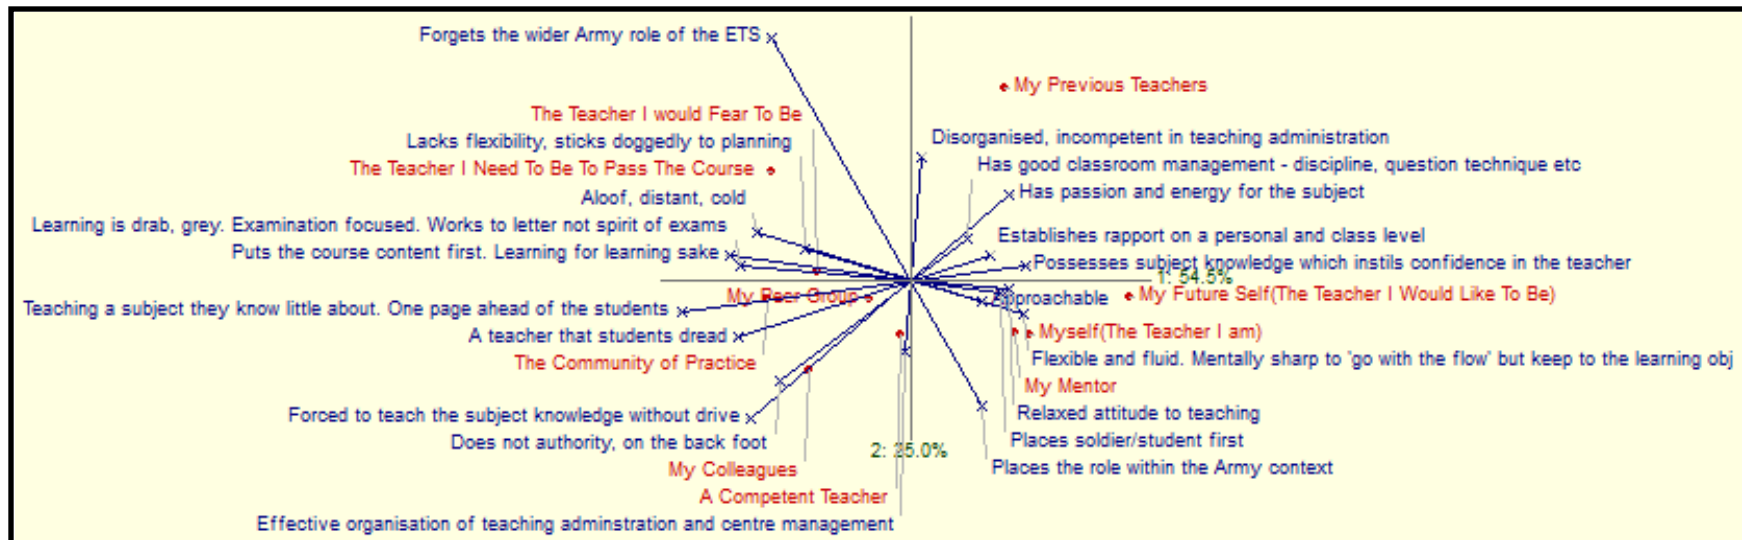 Forgets the wider Army role of the ETS
My Previous Teachers
The Teacher I would Fear To Be
Disorganised, incompetent in teaching administration
Lacks flexibility, sticks doggedly to planning
Has good classroom management - discipline, question technique etc
The Teacher I Need To Be To Pass The Course
Has passion and energy for the subject
Aloof, distant, cold
Learning is drab, grey. Examination focused. Works to letter not spirit of exams
Establishes rapport on a personal and class level
Puts the course content first. Learning for learning sake
Possesses subject knowledge which instils confidence in the teacher
1: 54.5%
My Peer Group
Approachable
My Future Self(The Teacher I Would Like To Be)
Teaching a subject they know little about. One page ahead of the students
A teacher that students dread
Myself(The Teacher I am)
The Community of Practice
Flexible and fluid. Mentally sharp to 'go with the flow' but keep to the learning obj
My Mentor
Forced to teach the subject knowledge without drive
Relaxed attitude to teaching
Does not authority, on the back foot
Places soldier/student first
2: 25.0%
My Colleagues
Places the role within the Army context
A Competent Teacher
Effective organisation of teaching adminstration and centre management